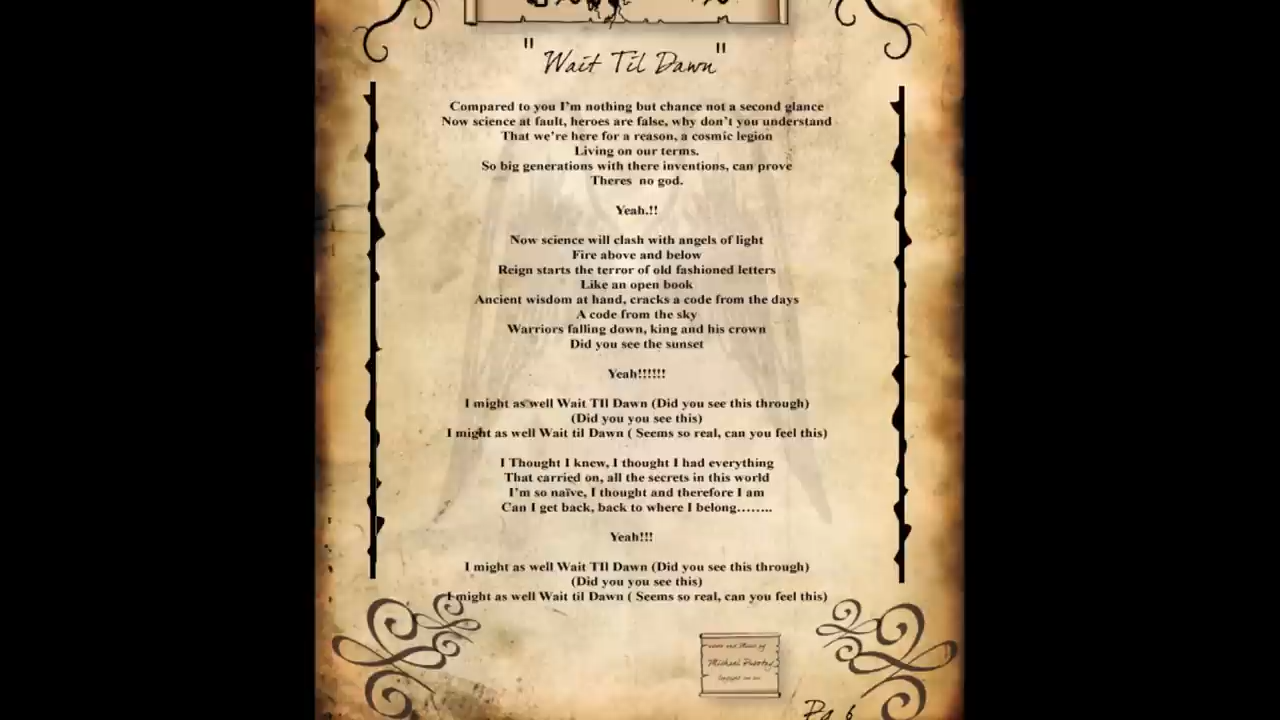 "Wait Til Dawn"
Compared to you I'm nothing but chance not a second glance
Now science at fault, heroes are false, why don't you understand
That we're here for a reason, a cosmic legion
Living on our terms.
So big generations with there inventions, can prove
Theres no god.
Yeah.!!
Now science will clash with angels of light
Fire above and below
Reign starts the terror of old fashioned letters
Like an open book
Ancient wisdom at hand, cracks a code from the days
A code from the sky
Warriors falling down, king and his crown
Did you see the sunset
Yeah!!!!!!
I might as well Wait TIl Dawn (Did you see this through)
(Did you you see this)
I might as well Wait til Dawn ( Seems so real, can you feel this)
I Thought I knew, I thought I had everything
That carried on, all the secrets in this world
I'm so naïve, I thought and therefore I am
Can I get back, back to where I belong……..
Yeah!!!
I might as well Wait TIl Dawn (Did you see this through)
(Did you you see this)
I might as well Wait til Dawn ( Seems so real, can you feel this)
Michael
Pg 6